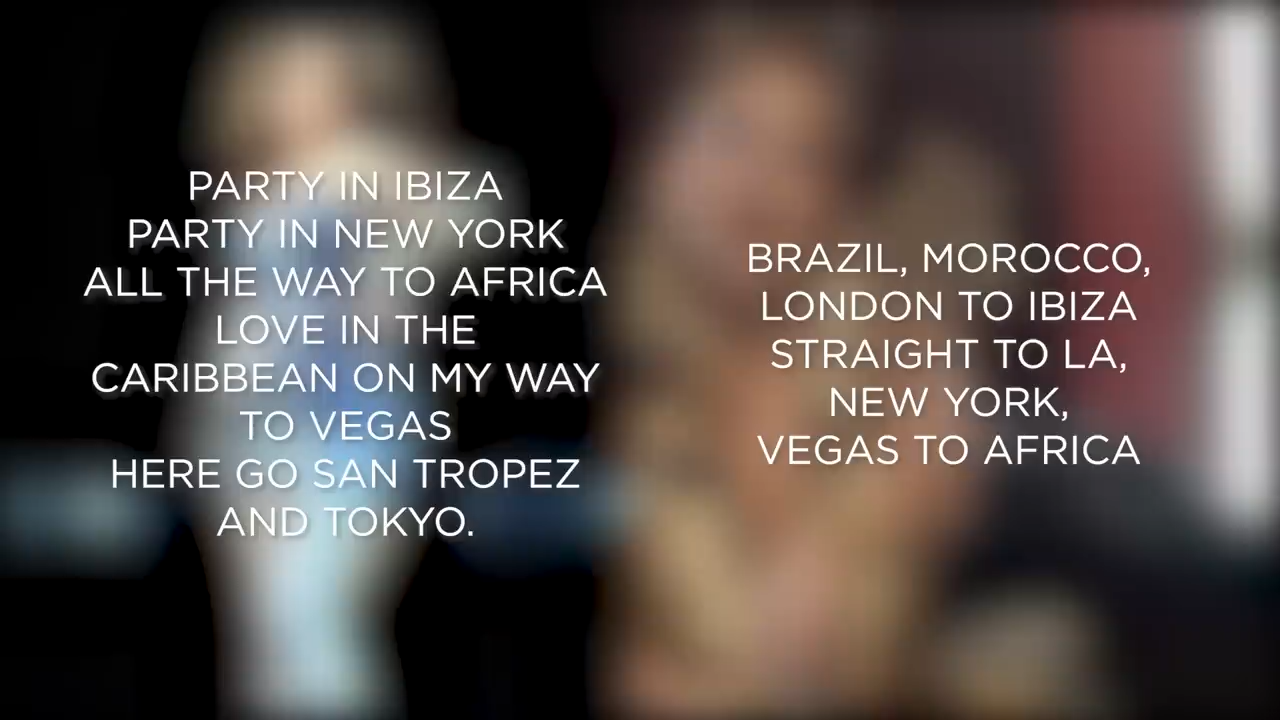 PARTY IN IBIZA
PARTY IN NEW YORK
ALL THE WAY TO AFRICA
LOVE IN THE
CARIBBEAN ON MY WAY
TO VEGAS
HERE GO SAN TROPEZ
AND TOKYO.
BRAZIL, MOROCCO,
LONDON TO IBIZA
STRAIGHT TO LA,
NEW YORK,
VEGAS TO AFRICA